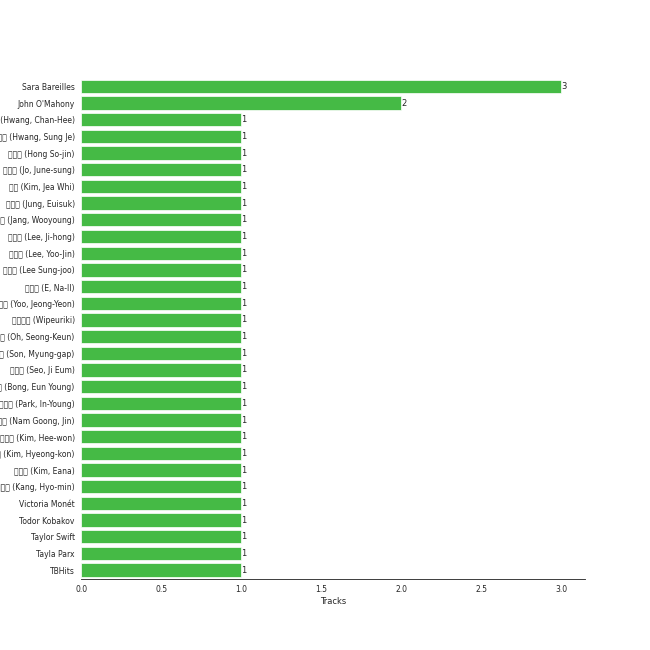 Sara Bareilles 3
John O'Mahony 2
(Hwang, Chan-Hee) 1
(Hwang, Sung Je) 1
(Hong So-jin) 1
(Jo, June-sung) 1
(Kim, Jea Whi) 1
(Jung, Euisuk) 1
(Jang, Wooyoung) 1
(Lee, Ji-hong) 1
(Lee, Yoo-Jin) 1
(Lee Sung-joo) 1
(E, Na-Il) 1
(Yoo, Jeong-Yeon) 1
(Wipeuriki) 1
(Oh, Seong-Keun) 1
(Son, Myung-gap) 1
(Seo, Ji Eum) 1
(Bong, Eun Young) 1
(Park, In-Young) 1
(Nam Goong, Jin) 1
(Kim, Hee-won) 1
(Kim, Hyeong-kon) 1
(Kim, Eana) 1
(Kang, Hyo-min) 1
Victoria Monét 1
Todor Kobakov 1
Taylor Swift 1
Tayla Parx 1
TBHits 1
0.0 0.5 1.0 1.5 2.0 2.5 3.0
Tracks